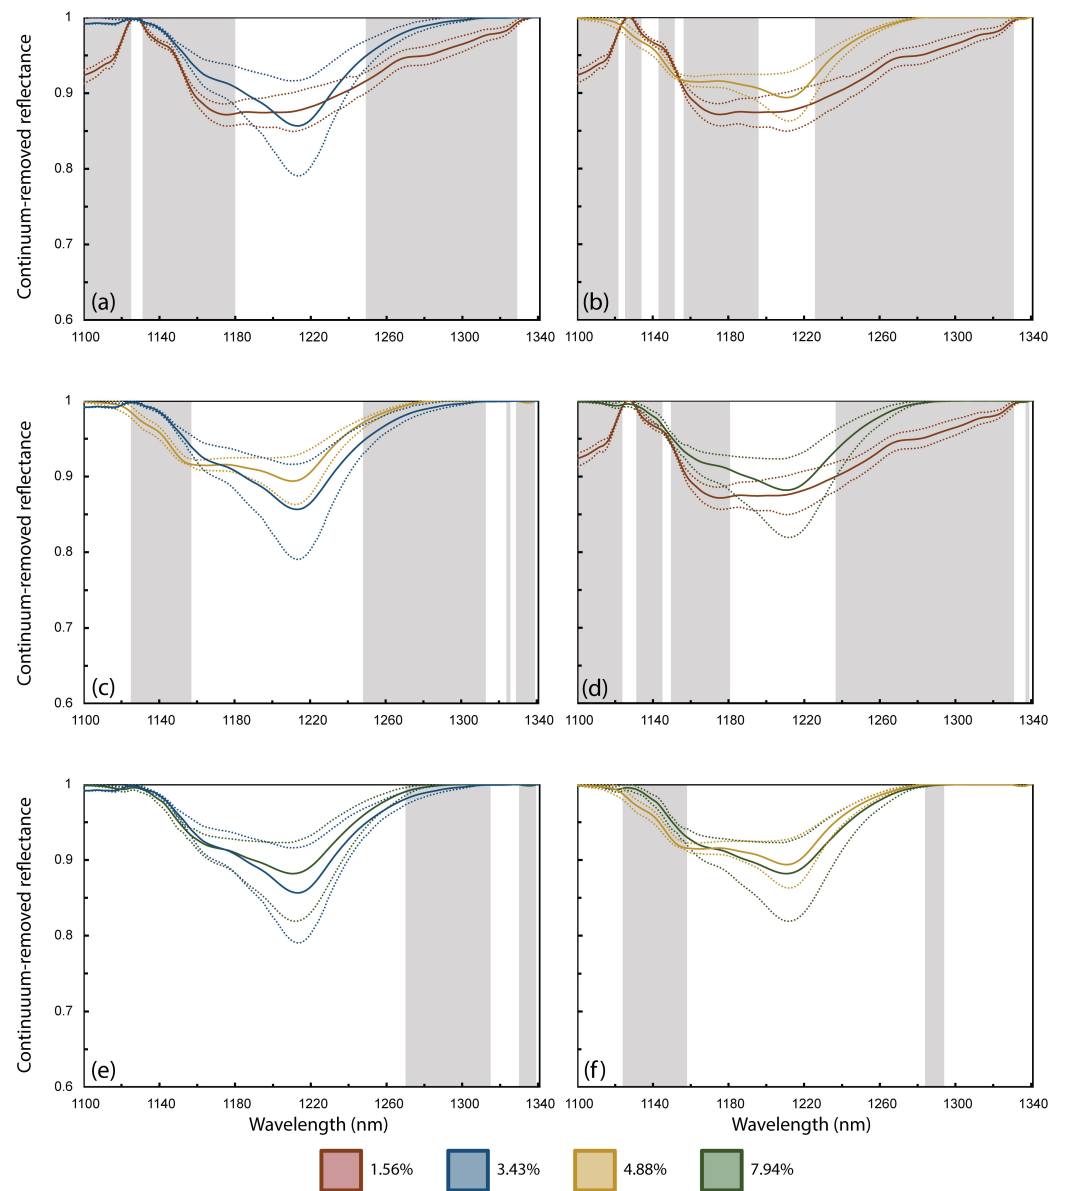 Continuum-removed reflectance
1
0.9
0.8
0.7
0.6
(a)
(b)
1100 1140 1180 1220 1260 1300 1340
1100 1140 1180 1220 1260 1300 1340
Continuum-removed reflectance
1
0.9
0.8
0.7
0.6
(c)
(d)
1100 1140 1180 1220 1260 1300 1340
1100 1140 1180 1220 1260 1300 1340
Continuuum-removed reflectance
1
0.9
0.8
0.7
0.6
(e)
(f)
1100 1140 1180 1220 1260 1300 1340
1100 1140 1180 1220 1260 1300 1340
Wavelength (nm)
Wavelength (nm)
1.56% 3.43% 4.88% 7.94%